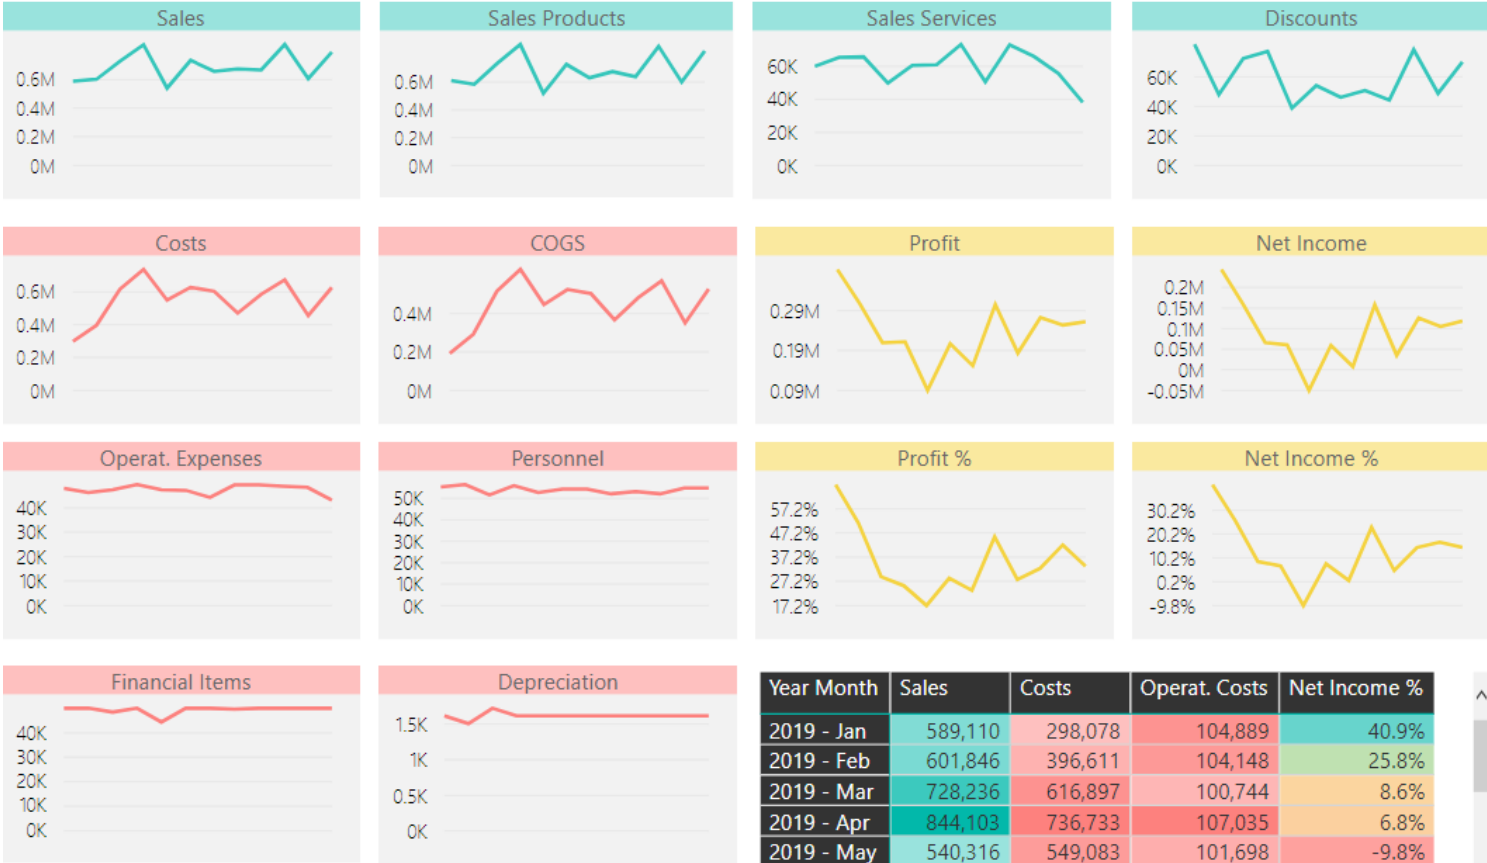 Sales
0.6M
0.4M
0.2M
0M
Sales Products
0.6M
0.4M
0.2M
0M
Sales Services
60K
40K
20K
0K
Discounts
60K
40K
20K
0K
Costs
0.6M
0.4M
0.2M
0M
COGS
0.4M
0.2M
0M
Profit
0.29M
0.19M
0.09M
Net Income
0.2M
0.15M
0.1M
0.05M
0M
-0.05M
Operat. Expenses
40K
30K
20K
10K
0K
Personnel
50K
40K
30K
20K
10K
0K
Profit %
57.2%
47.2%
37.2%
27.2%
17.2%
Net Income %
30.2%
20.2%
10.2%
0.2%
-9.8%
Financial Items
40K
30K
20K
10K
0K
Depreciation
1.5K
1K
0.5K
0K
Year Month Sales Costs Operat. Costs Net Income %
2019 - Jan 589,110 298,078 104,889 40.9%
2019 - Feb 601,846 396,611 104,148 25.8%
2019 - Mar 728,236 616,897 100,744 8.6%
2019 - Apr 844,103 736,733 107,035 6.8%
2019 - May 540,316 549,083 101,698 -9.8%